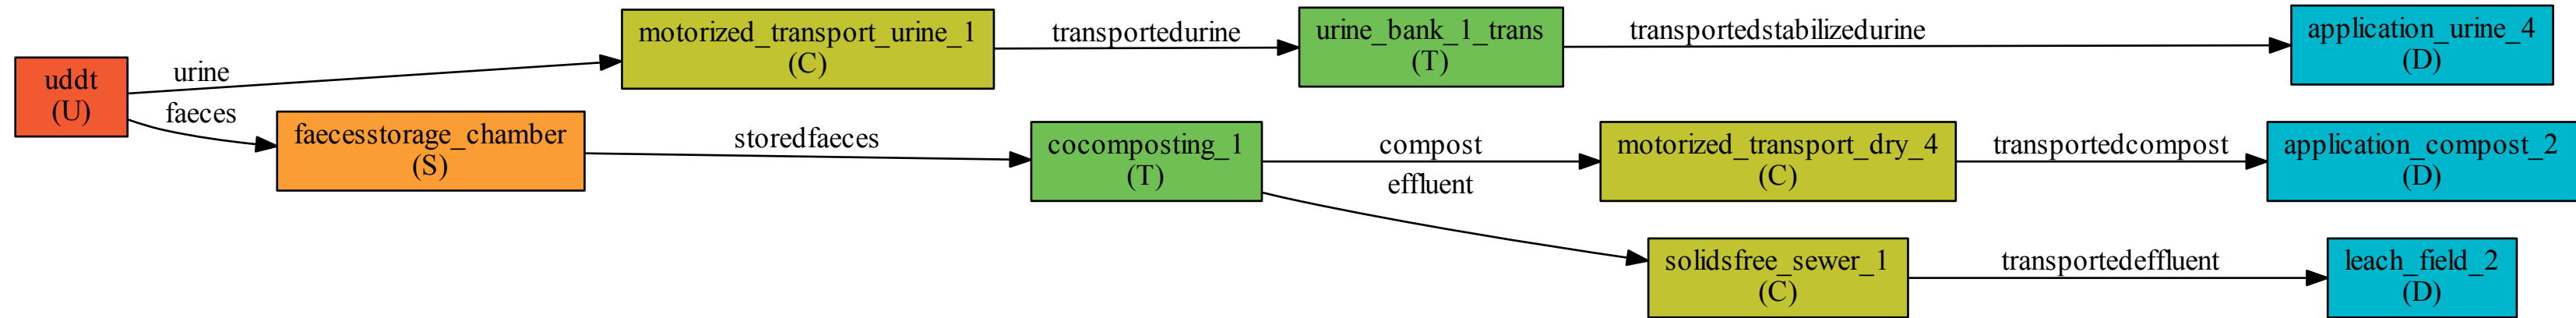 uddt
(U)
urine
faeces
motorized_transport_urine_1
(C)
transportedurine
urine_bank_1_trans
(T)
transportedstabilizedurine
application_urine_4
(D)
faecesstorage_chamber
(S)
storedfaeces
cocomposting_1
(T)
compost
effluent
motorized_transport_dry_4
(C)
transportedcompost
application_compost_2
(D)
solidsfree_sewer_1
(C)
transportedeffluent
leach_field_2
(D)